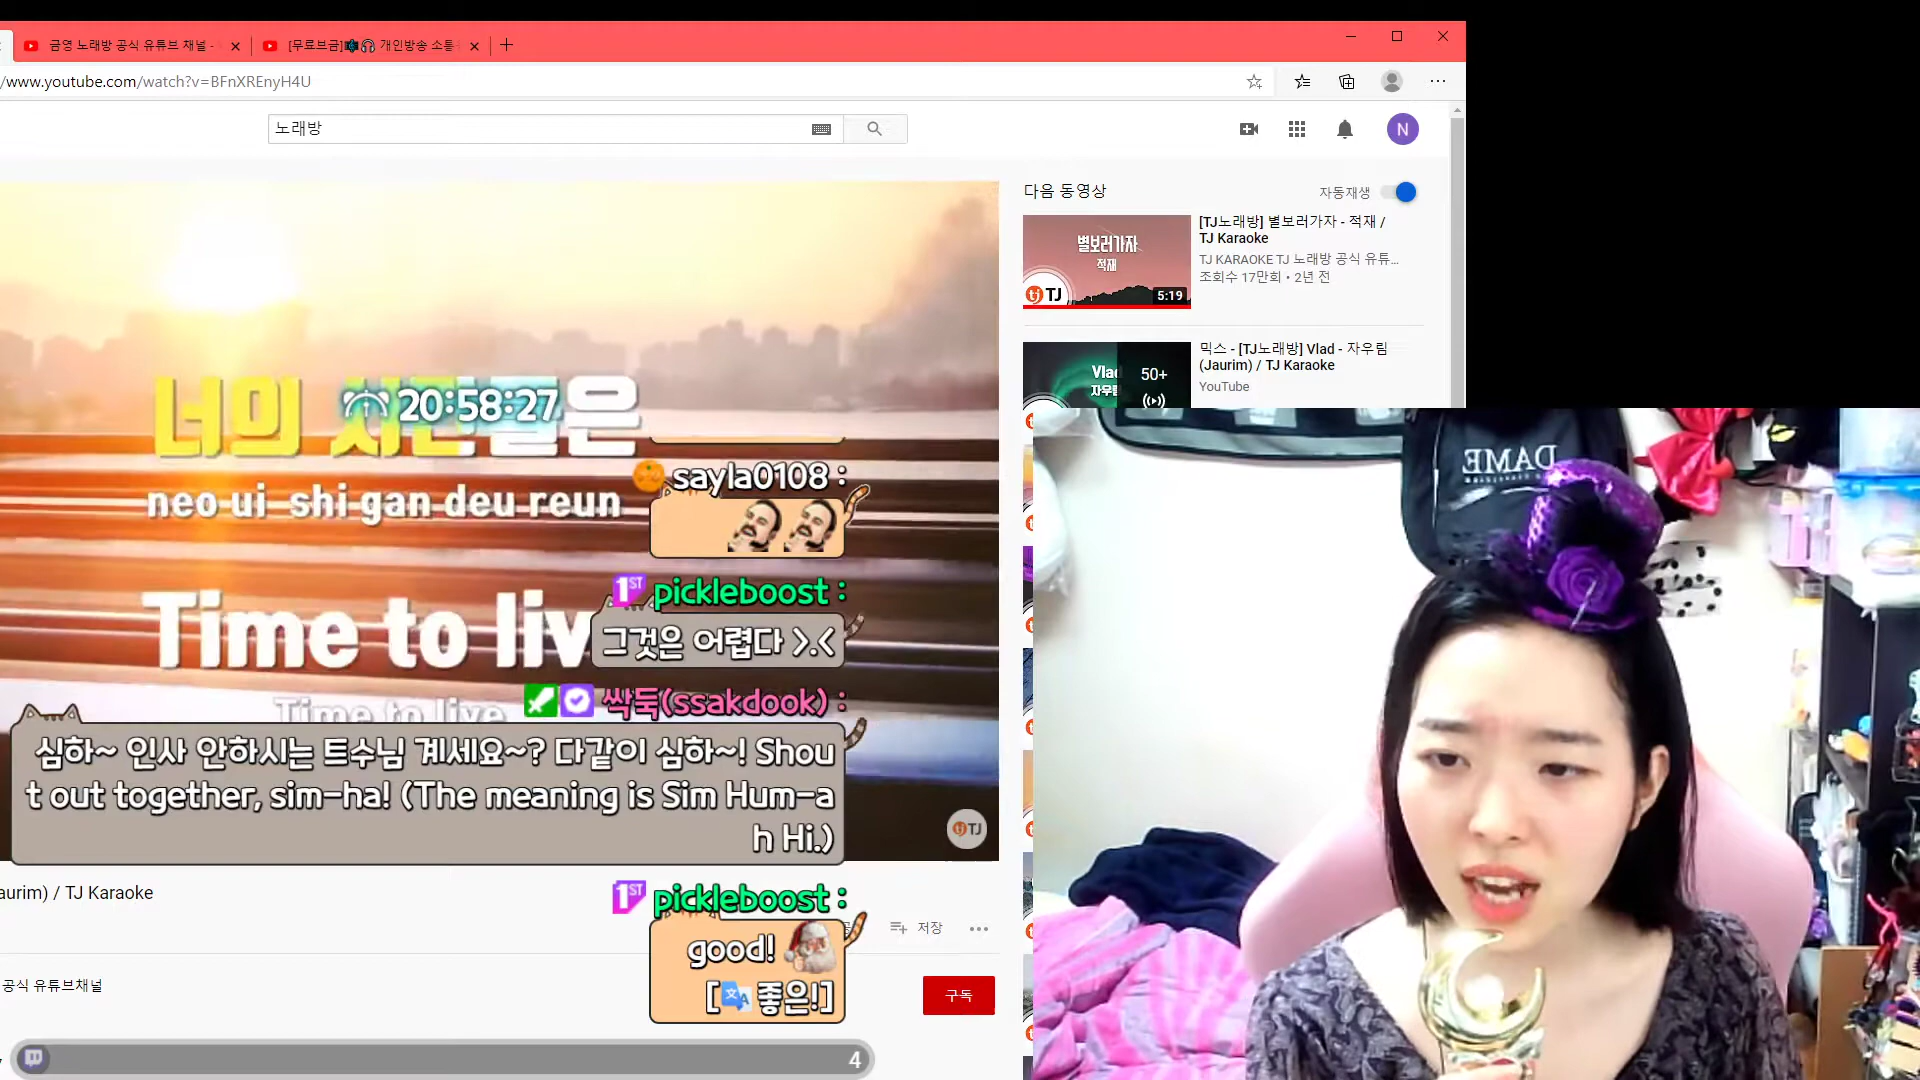 금영 노래방 공식 유튜브 채널 -
[무료보금] 개인방송 소통
/www.youtube.com/watch?v=BFnXREnyH4U
노래방
N
다음 동영상
자동재생
별보러가자
적재
TJ
5:19
[TJ노래방] 별보러가자 - 적재 /
TJ Karaoke
TJ KARAOKE TJ 노래방 공식 유튜...
조회수 17만회 • 2년 전
Vlad
50+
믹스 - [TJ노래방] Vlad - 자우림
(Jaurim) / TJ Karaoke
YouTube
너의 시간들은
20:58:27
neo ui shi gan deu reun
sayla0108 :
Time to liv
1ST pickleboost :
그것은 어렵다 >.<
Time to live
싹둑(ssakdook) :
심하~ 인사 안하시는 트수님 계세요~? 다같이 심하~! Shou
t out together, sim-ha! (The meaning is Sim Hum-a
h Hi.)
TJ
aurim) / TJ Karaoke
1ST pickleboost :
good!
[좋은!]
저장
공식 유튜브채널
구독
4
DAME